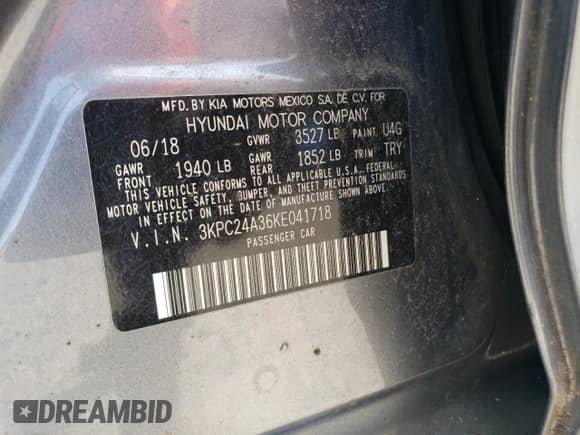 MFD. BY KIA MOTORS MEXICO S.A. DE C.V. FOR
HYUNDAI MOTOR COMPANY
06/18 GVWR 3527 LB PAINT U4G
GAWR FRONT 1940 LB GAWR REAR 1852 LB TRIM TRY
THIS VEHICLE CONFORMS TO ALL APPLICABLE U.S.A. FEDERAL
MOTOR VEHICLE SAFETY, BUMPER, AND THEFT PREVENTION STANDARDS
IN EFFECT ON THE DATE OF MANUFACTURE SHOWN ABOVE.
V.I.N. 3KPC24A36KE041718
PASSENGER CAR
DREAMBID